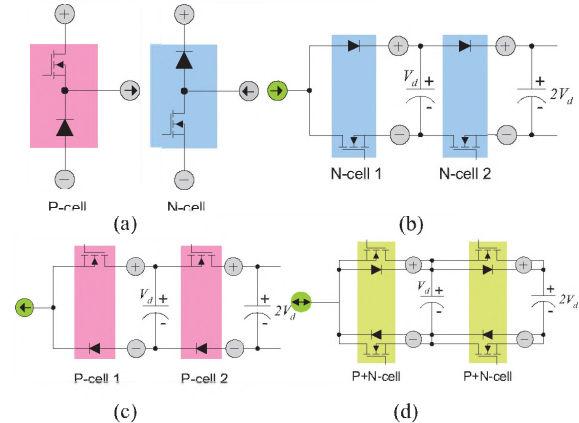 P-cell
N-cell
(a)
V_d
+
-
2V_d
+
-
N-cell 1
N-cell 2
(b)
V_d
+
-
2V_d
+
-
P-cell 1
P-cell 2
(c)
V_d
+
-
2V_d
+
-
P+N-cell
P+N-cell
(d)